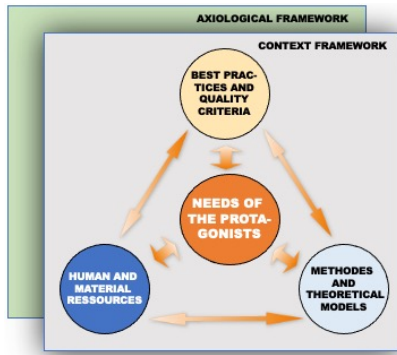 AXIOLOGICAL FRAMEWORK
CONTEXT FRAMEWORK
BEST PRAC-
TICES AND
QUALITY
CRITERIA
NEEDS OF
THE PROTA-
GONISTS
HUMAN AND
MATERIAL
RESSOURCES
METHODES
AND
THEORETICAL
MODELS